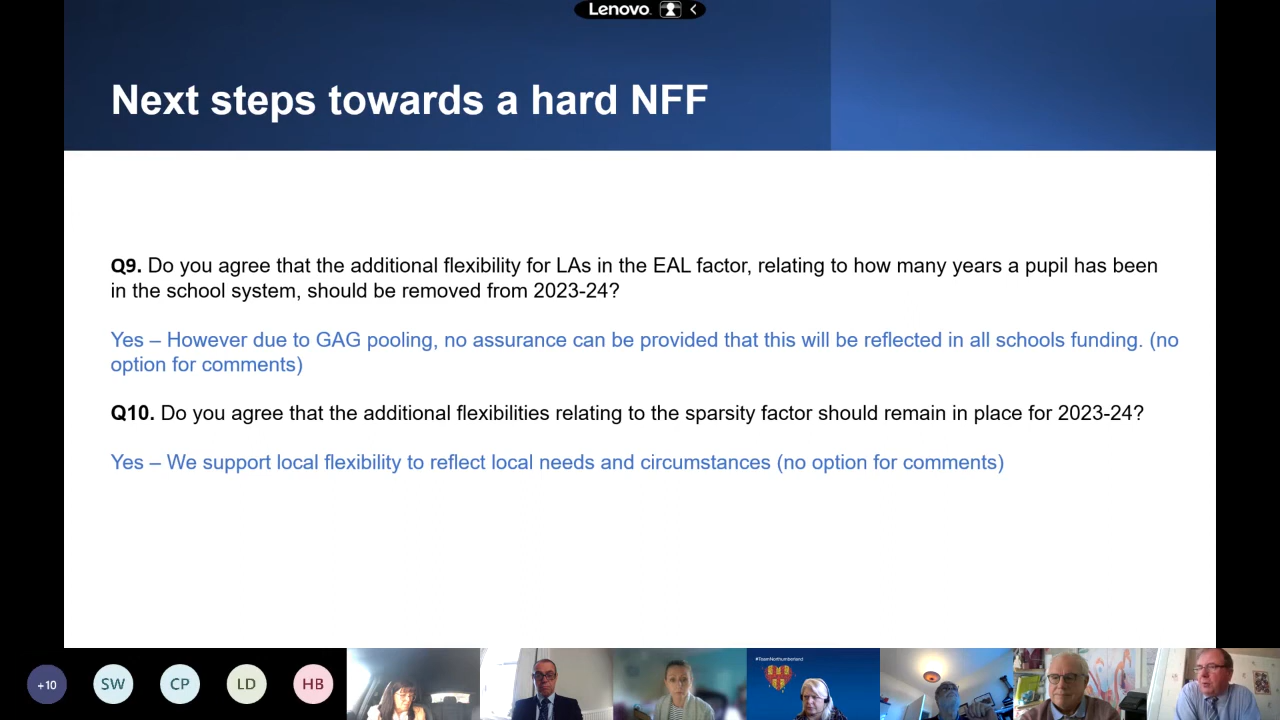 Lenovo
Next steps towards a hard NFF
Q9. Do you agree that the additional flexibility for LAs in the EAL factor, relating to how many years a pupil has been
in the school system, should be removed from 2023-24?
Yes – However due to GAG pooling, no assurance can be provided that this will be reflected in all schools funding. (no
option for comments)
Q10. Do you agree that the additional flexibilities relating to the sparsity factor should remain in place for 2023-24?
Yes – We support local flexibility to reflect local needs and circumstances (no option for comments)
#TeamNorthumberland
+10
SW
CP
LD
HB